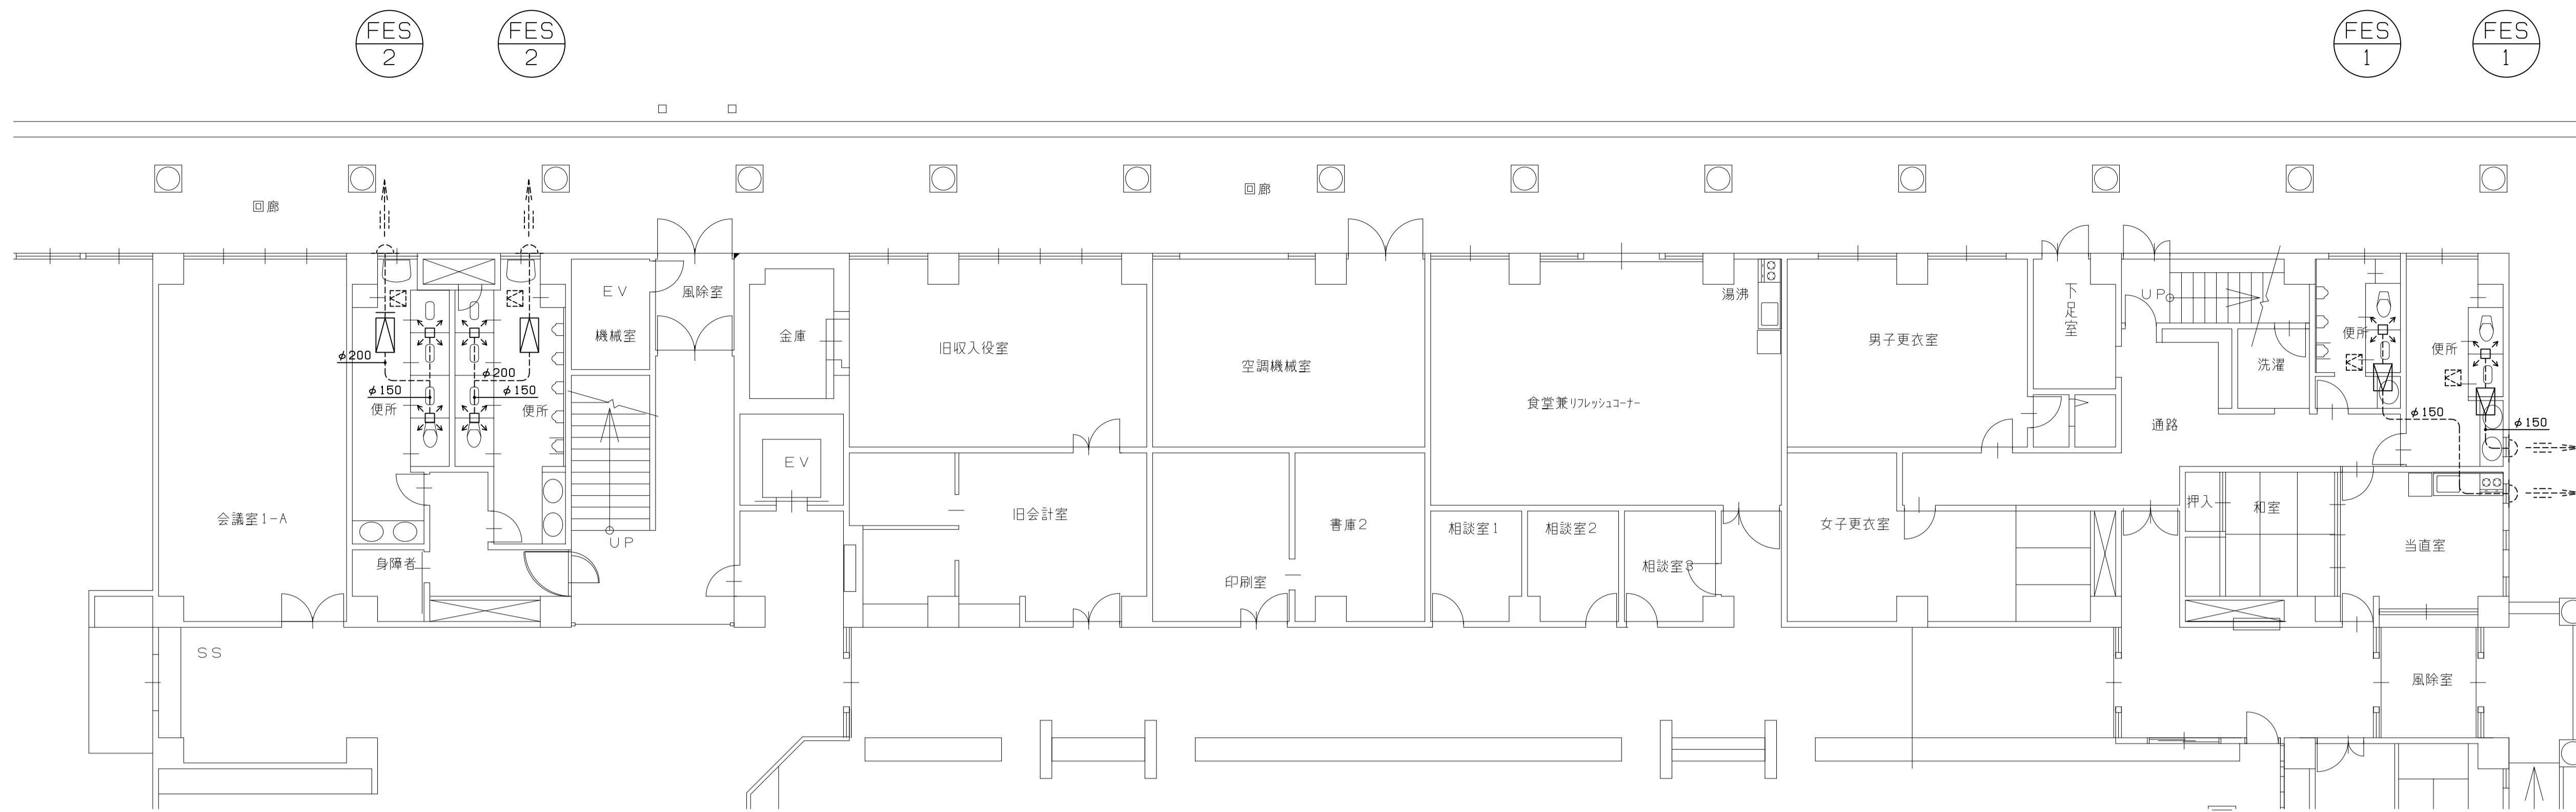 FES
2
FES
2
FES
1
FES
1
回廊
回廊
EV
風除室
機械室
金庫
旧収入役室
空調機械室
湯沸
男子更衣室
下足室
UP
便所
便所
洗濯
φ200
φ200
φ150
φ150
便所
便所
食堂兼リフレッシュコーナー
φ150
φ150
通路
EV
会議室1-A
旧会計室
書庫2
相談室1
相談室2
女子更衣室
押入
和室
UP
当直室
身障者
印刷室
相談室3
SS
風除室